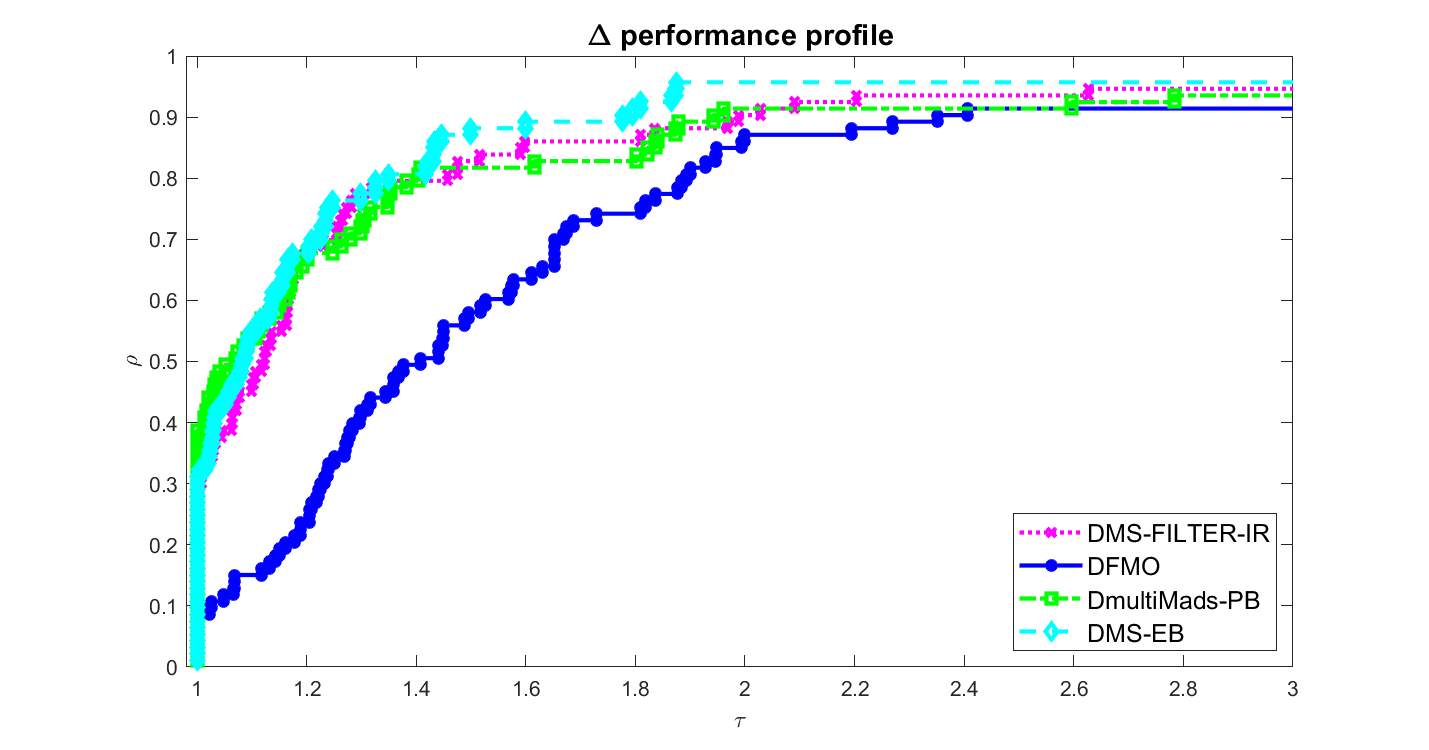 Δ performance profile
1
0.9
0.8
0.7
0.6
0.5
0.4
0.3
0.2
0.1
0
ρ
1 1.2 1.4 1.6 1.8 2 2.2 2.4 2.6 2.8 3
τ
DMS-FILTER-IR
DFMO
DmultiMads-PB
DMS-EB